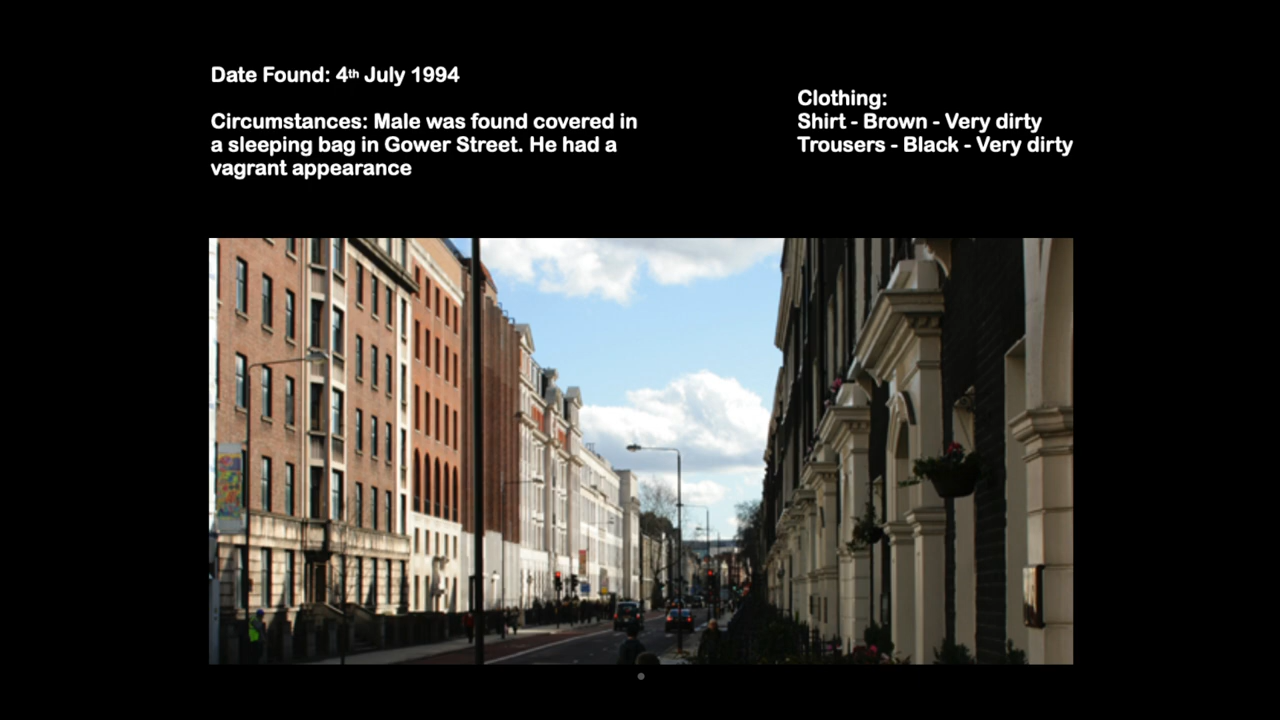 Date Found: 4th July 1994
Circumstances: Male was found covered in
a sleeping bag in Gower Street. He had a
vagrant appearance
Clothing:
Shirt - Brown - Very dirty
Trousers - Black - Very dirty